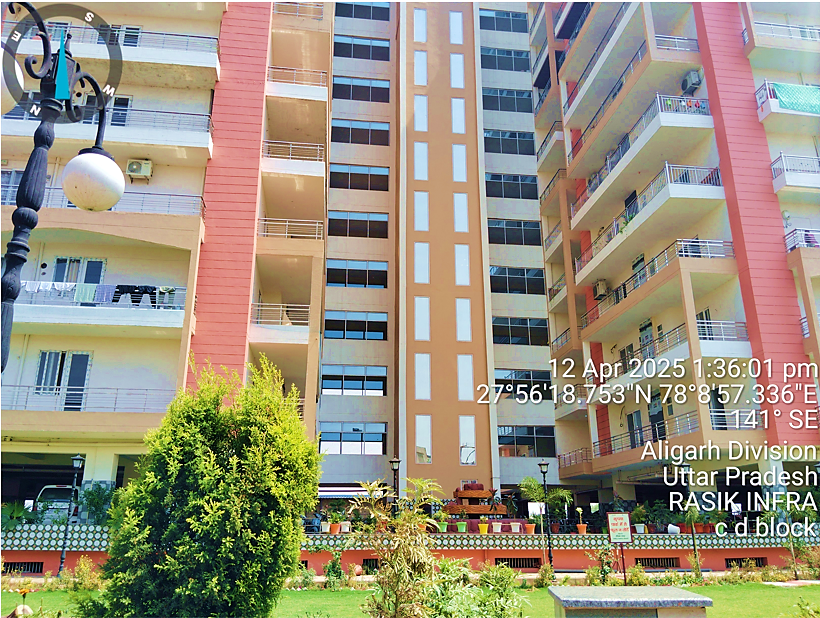 S
E
W
N
12 Apr 2025 1:36:01 pm
27°56'18.753"N 78°8'57.336"E
141° SE
Aligarh Division
Uttar Pradesh
RASIK INFRA
c d block